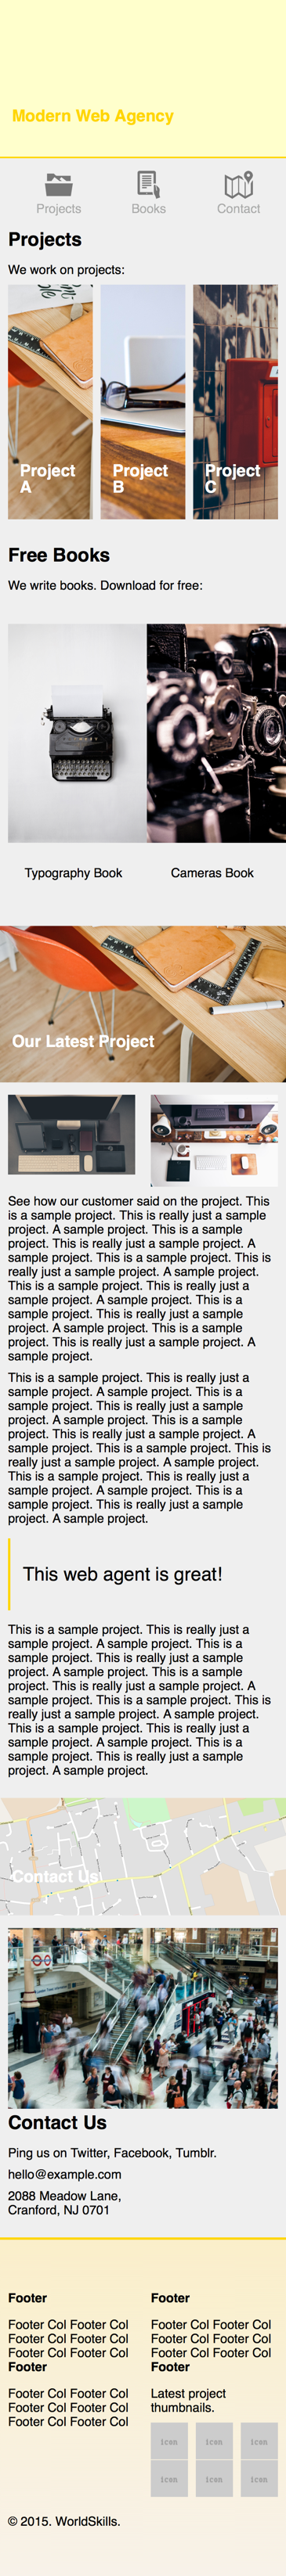 Modern Web Agency
Projects
Books
Contact
Projects
We work on projects:
Project
A
Project
B
Project
C
Free Books
We write books. Download for free:
Typography Book
Cameras Book
Our Latest Project
See how our customer said on the project. This
is a sample project. This is really just a sample
project. A sample project. This is a sample
project. This is really just a sample project. A
sample project. This is a sample project. This is
really just a sample project. A sample project.
This is a sample project. This is really just a
sample project. A sample project. This is a
sample project. This is really just a sample
project. A sample project. This is a sample
project. This is really just a sample project. A
sample project.
This is a sample project. This is really just a
sample project. A sample project. This is a
sample project. This is really just a sample
project. A sample project. This is a sample
project. This is really just a sample project. A
sample project. This is a sample project. This is
really just a sample project. A sample project.
This is a sample project. This is really just a
sample project. A sample project. This is a
sample project. This is really just a sample
project. A sample project.
This web agent is great!
This is a sample project. This is really just a
sample project. A sample project. This is a
sample project. This is really just a sample
project. A sample project. This is a sample
project. This is really just a sample project. A
sample project. This is a sample project. This is
really just a sample project. A sample project.
This is a sample project. This is really just a
sample project. A sample project. This is a
sample project. This is really just a sample
project. A sample project.
Contact Us
Contact Us
Ping us on Twitter, Facebook, Tumblr.
hello@example.com
2088 Meadow Lane,
Cranford, NJ 0701
Footer
Footer Col Footer Col
Footer Col Footer Col
Footer Col Footer Col
Footer
Footer Col Footer Col
Footer Col Footer Col
Footer Col Footer Col
Footer
Footer Col Footer Col
Footer Col Footer Col
Footer Col Footer Col
Footer
Latest project
thumbnails.
icon icon icon
icon icon icon
© 2015. WorldSkills.